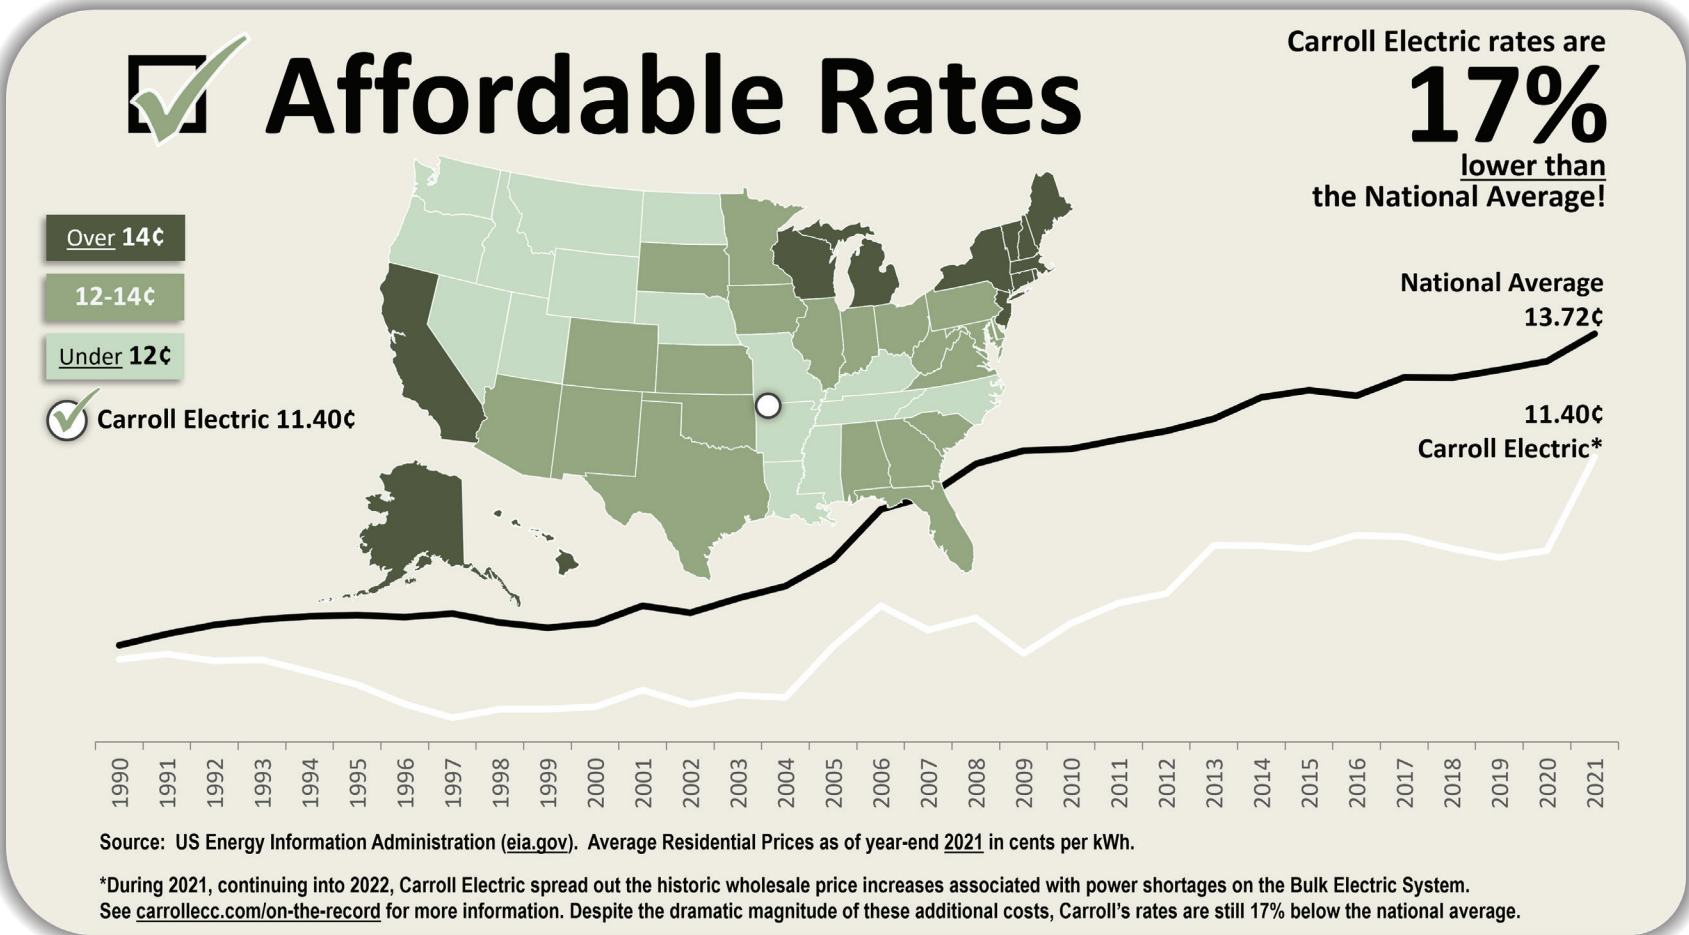 Affordable Rates
Carroll Electric rates are
17%
lower than
the National Average!
Over 14¢
12-14¢
Under 12¢
Carroll Electric 11.40¢
National Average
13.72¢
11.40¢
Carroll Electric*
1990 1991 1992 1993 1994 1995 1996 1997 1998 1999 2000 2001 2002 2003 2004 2005 2006 2007 2008 2009 2010 2011 2012 2013 2014 2015 2016 2017 2018 2019 2020 2021
Source: US Energy Information Administration (eia.gov). Average Residential Prices as of year-end 2021 in cents per kWh.
*During 2021, continuing into 2022, Carroll Electric spread out the historic wholesale price increases associated with power shortages on the Bulk Electric System.
See carrollecc.com/on-the-record for more information. Despite the dramatic magnitude of these additional costs, Carroll's rates are still 17% below the national average.